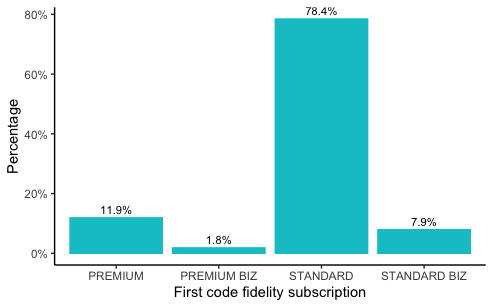 80%
60%
40%
20%
0%
Percentage
11.9%
1.8%
78.4%
7.9%
PREMIUM
PREMIUM BIZ
STANDARD
STANDARD BIZ
First code fidelity subscription